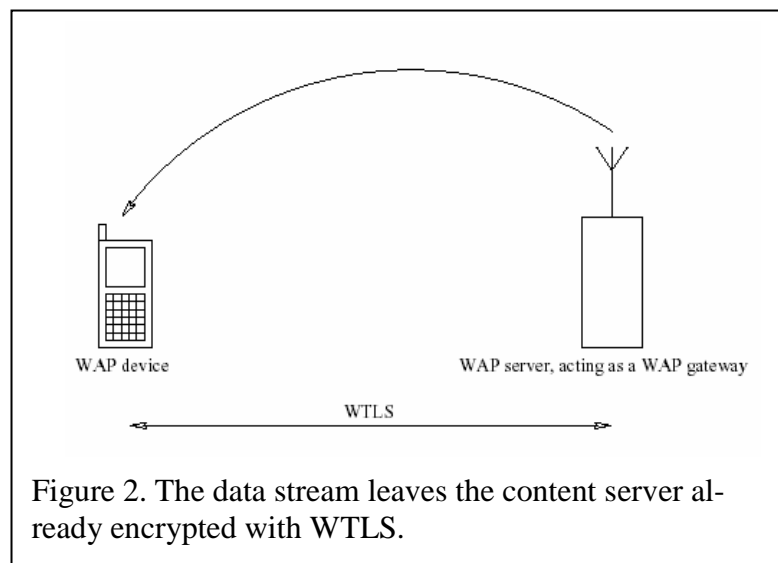 WAP device
WAP server, acting as a WAP gateway
WTLS
Figure 2. The data stream leaves the content server al-
ready encrypted with WTLS.